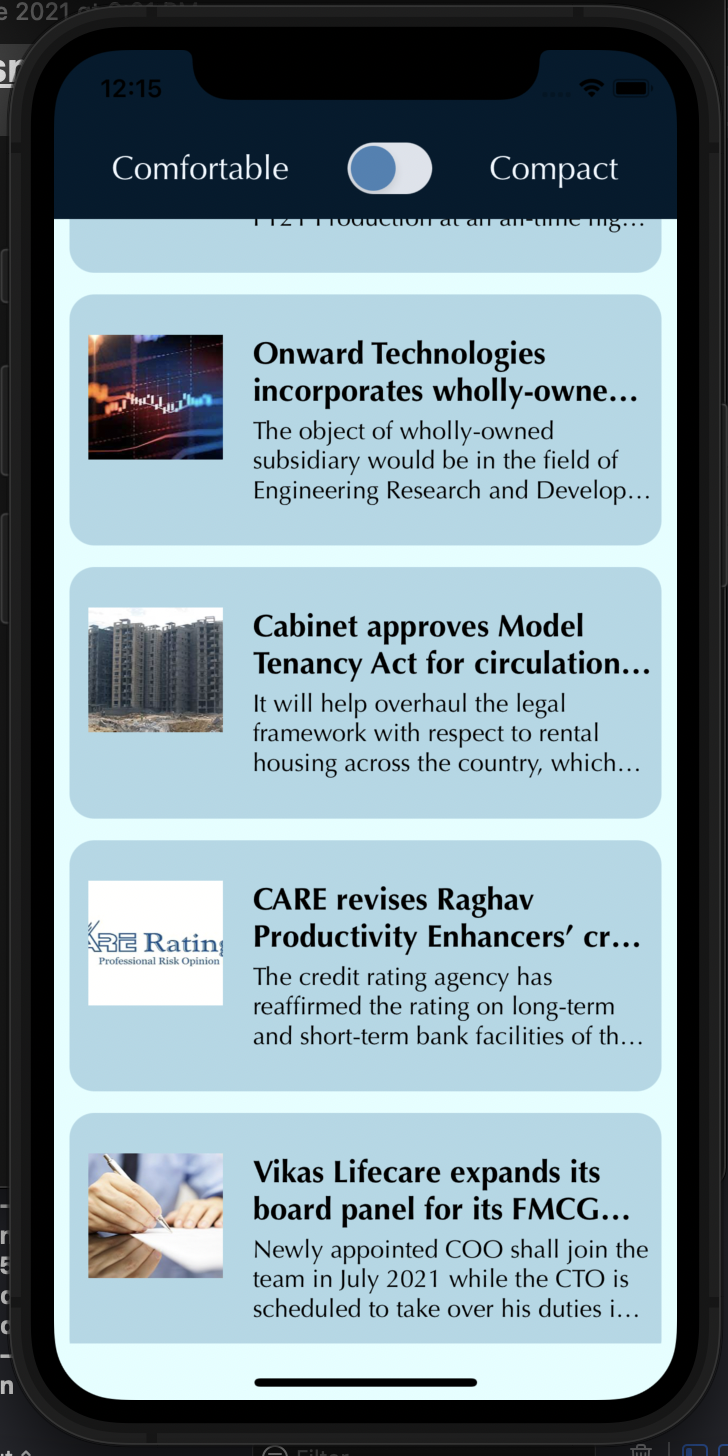 e 2021 at
12:15
Comfortable
Compact
FY21 Production at an all-time hig...
Onward Technologies
incorporates wholly-owne...
The object of wholly-owned
subsidiary would be in the field of
Engineering Research and Develop...
Cabinet approves Model
Tenancy Act for circulation...
It will help overhaul the legal
framework with respect to rental
housing across the country, which...
ARE Rating
Professional Risk Opinion
CARE revises Raghav
Productivity Enhancers’ cr...
The credit rating agency has
reaffirmed the rating on long-term
and short-term bank facilities of th...
Vikas Lifecare expands its
board panel for its FMCG...
Newly appointed COO shall join the
team in July 2021 while the CTO is
scheduled to take over his duties i...
Filter